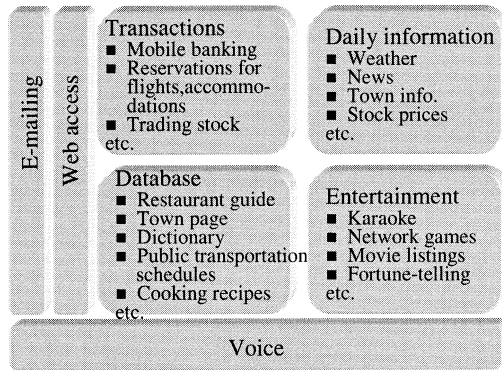 E-mailing
Web access
Transactions
■ Mobile banking
■ Reservations for
flights,accommo-
dations
■ Trading stock
etc.
Daily information
■ Weather
■ News
■ Town info.
■ Stock prices
etc.
Database
■ Restaurant guide
■ Town page
■ Dictionary
■ Public transportation
schedules
■ Cooking recipes
etc.
Entertainment
■ Karaoke
■ Network games
■ Movie listings
■ Fortune-telling
etc.
Voice